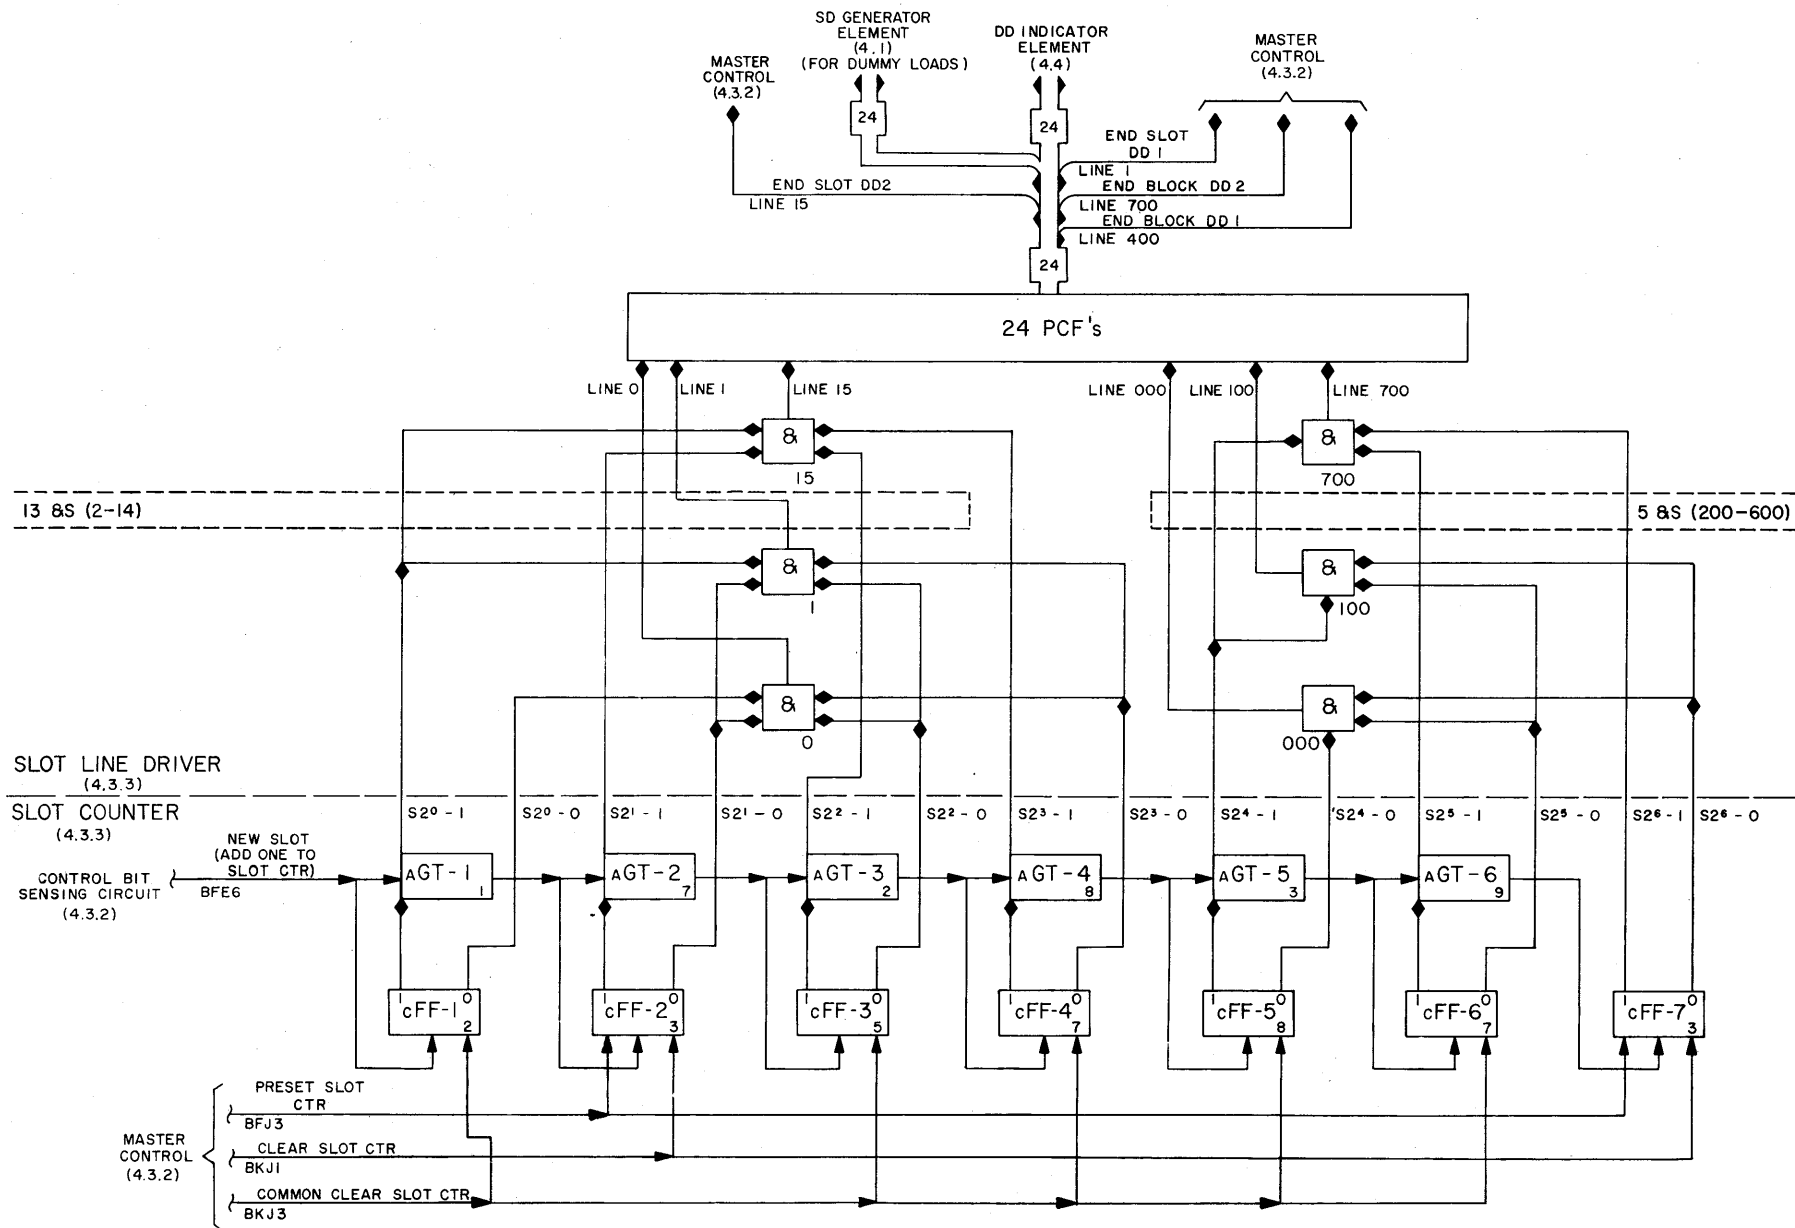 SD GENERATOR
ELEMENT
(4.1)
(FOR DUMMY LOADS)
DD INDICATOR
ELEMENT
(4.4)
MASTER
CONTROL
(4.3.2)
MASTER
CONTROL
(4.3.2)
24
24
END SLOT
DD 1
LINE 1
END SLOT DD2
LINE 15
END BLOCK DD 2
LINE 700
END BLOCK DD 1
LINE 400
24
24 PCF's
LINE 0
LINE 1
LINE 15
LINE 000
LINE 100
LINE 700
&
15
&
700
13 &S (2-14)
5 &S (200-600)
&
1
&
100
&
0
&
000
SLOT LINE DRIVER
(4.3.3)
SLOT COUNTER
(4.3.3)
S2⁰ - 1
S2⁰ - 0
S2¹ - 1
S2¹ - 0
S2² - 1
S2² - 0
S2³ - 1
S2³ - 0
S2⁴ - 1
S2⁴ - 0
S2⁵ - 1
S2⁵ - 0
S2⁶ - 1
S2⁶ - 0
NEW SLOT
(ADD ONE TO
SLOT CTR)
BFE6
CONTROL BIT
SENSING CIRCUIT
(4.3.2)
AGT-1 1
AGT-2 7
AGT-3 2
AGT-4 8
AGT-5 3
AGT-6 9
1 cFF-1 0 2
1 cFF-2 0 3
1 cFF-3 0 5
1 cFF-4 0 7
1 cFF-5 0 8
1 cFF-6 0 7
1 cFF-7 0 3
PRESET SLOT
CTR
BFJ3
MASTER
CONTROL
(4.3.2)
CLEAR SLOT CTR
BKJ1
COMMON CLEAR SLOT CTR
BKJ3